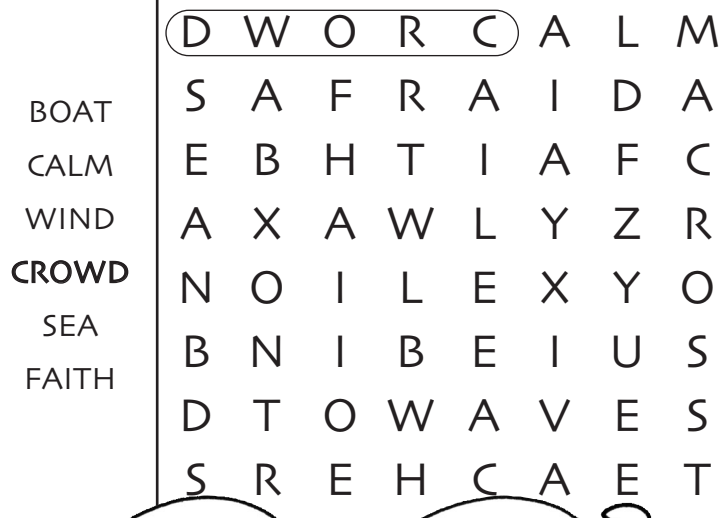 BOAT
CALM
WIND
CROWD
SEA
FAITH
D W O R C A L M
S A F R A I D A
E B H T I A F C
A X A W L Y Z R
N O I L E X Y O
B N I B E I U S
D T O W A V E S
S R E H C A E T